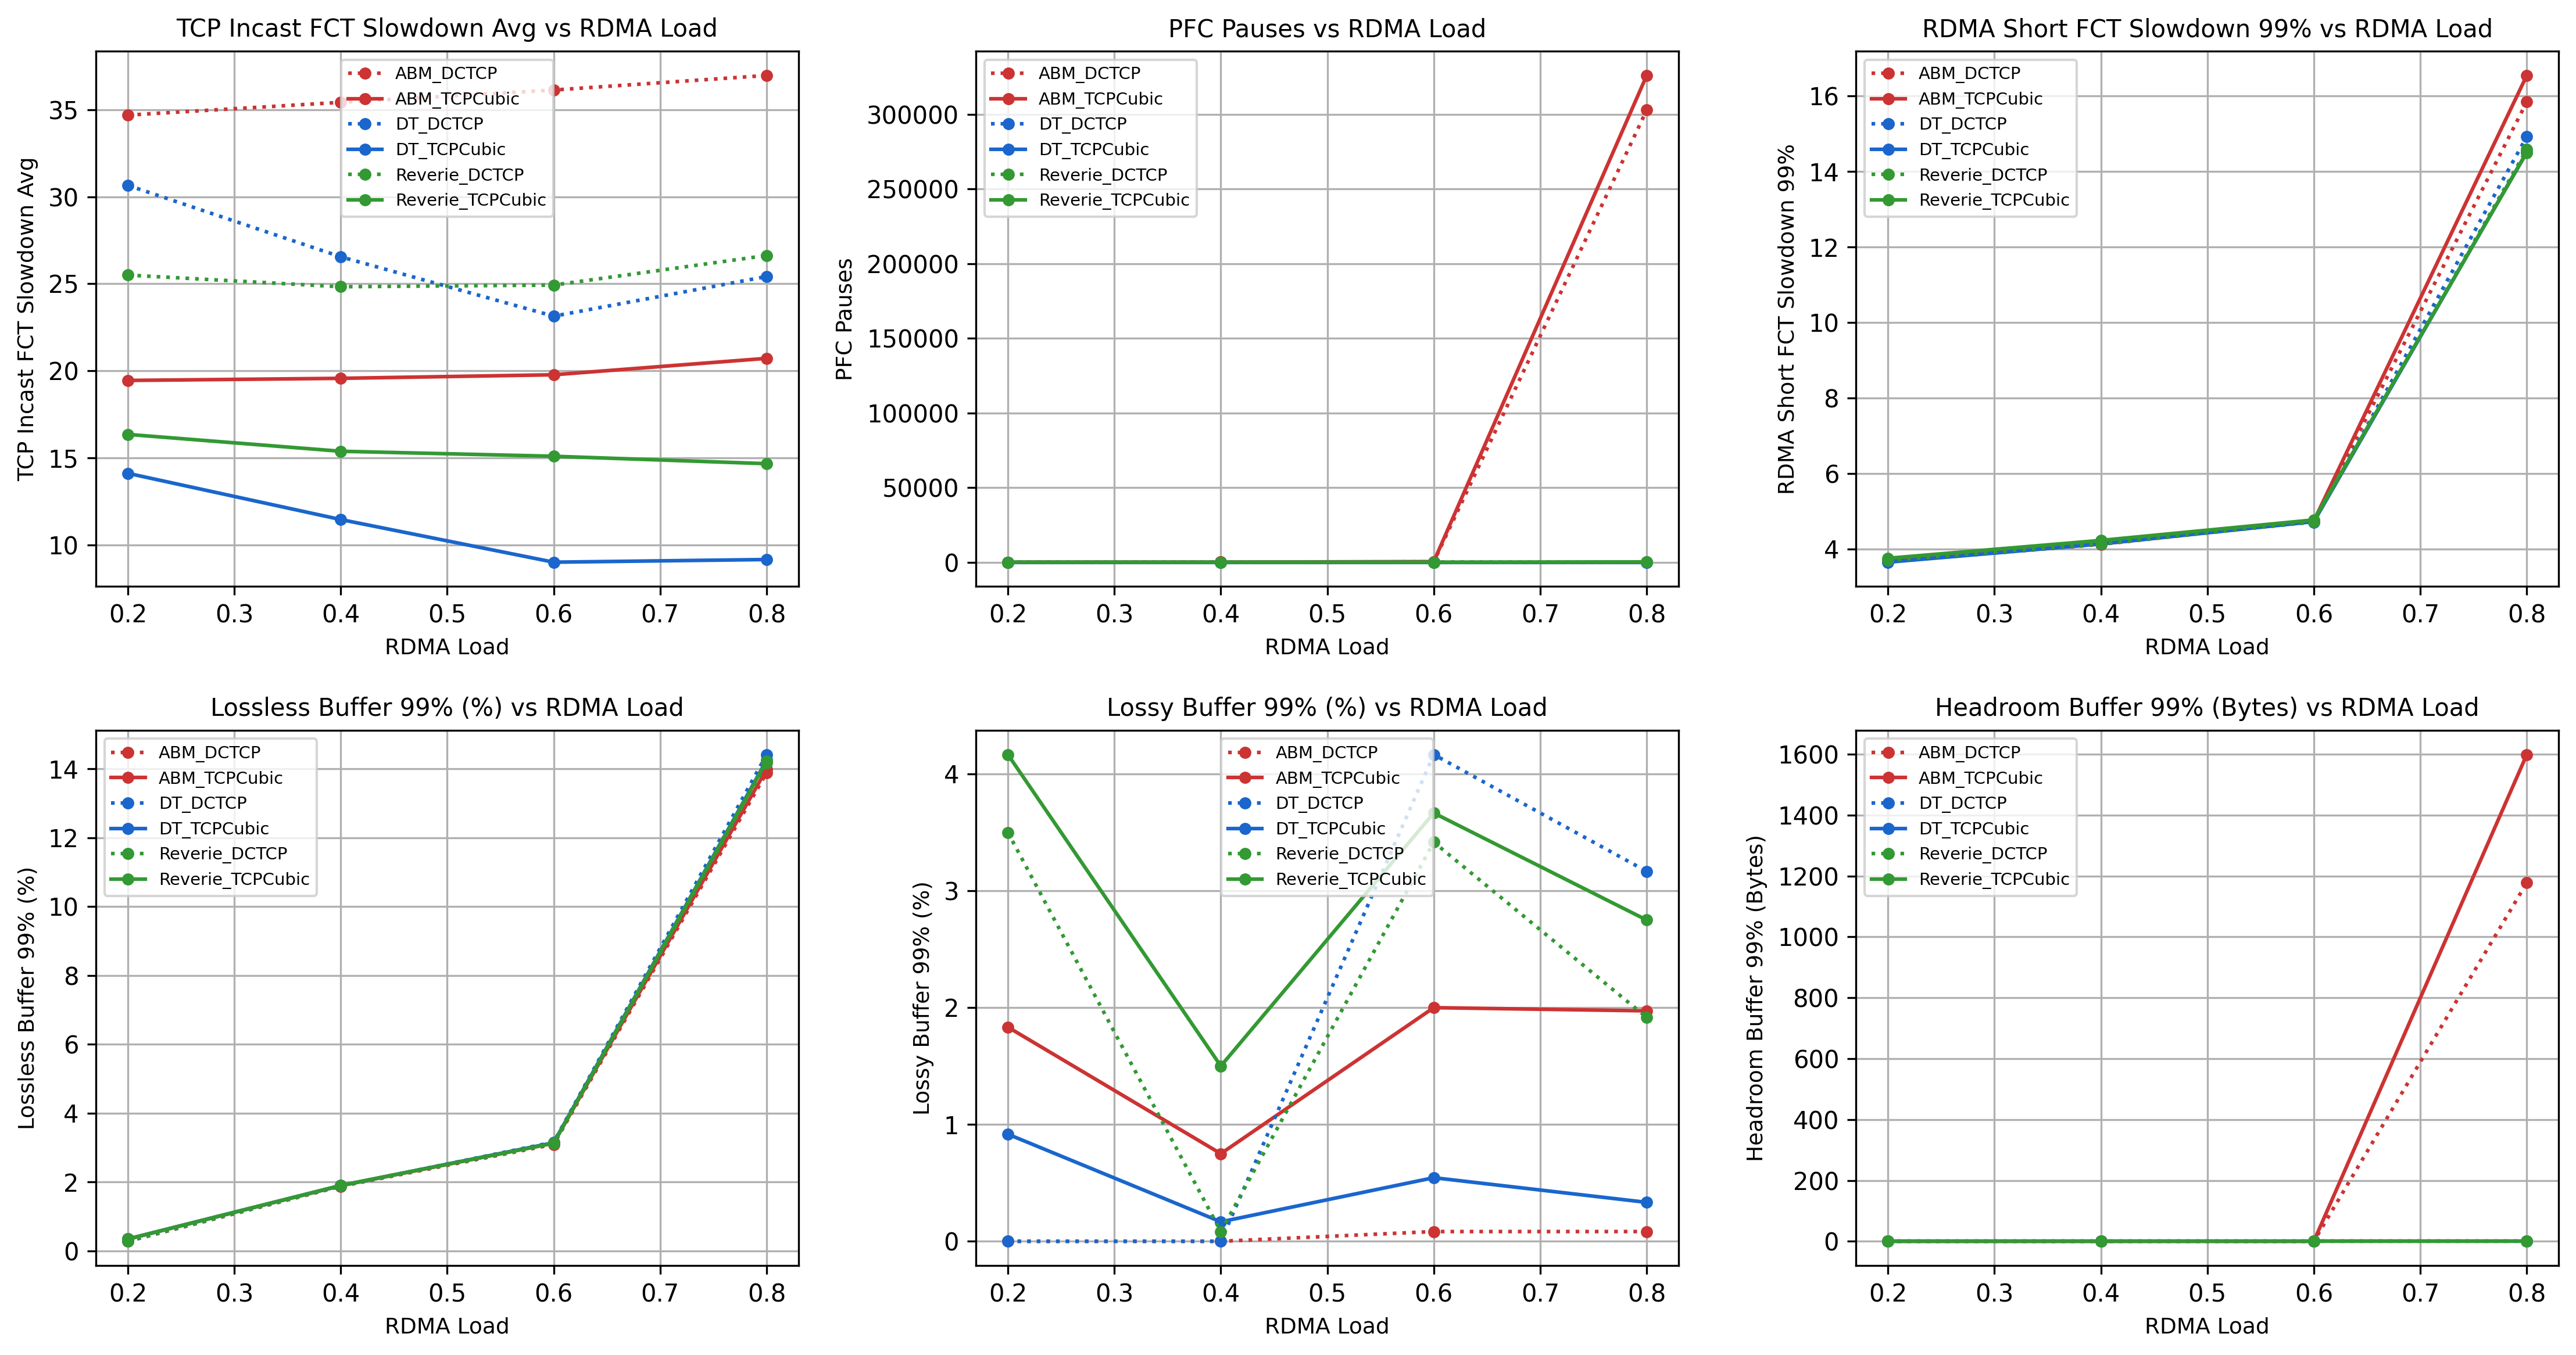 TCP Incast FCT Slowdown Avg vs RDMA Load
TCP Incast FCT Slowdown Avg
35
30
25
20
15
10
ABM_DCTCP
ABM_TCPCubic
DT_DCTCP
DT_TCPCubic
Reverie_DCTCP
Reverie_TCPCubic
0.2 0.3 0.4 0.5 0.6 0.7 0.8
RDMA Load
PFC Pauses vs RDMA Load
PFC Pauses
300000
250000
200000
150000
100000
50000
0
ABM_DCTCP
ABM_TCPCubic
DT_DCTCP
DT_TCPCubic
Reverie_DCTCP
Reverie_TCPCubic
0.2 0.3 0.4 0.5 0.6 0.7 0.8
RDMA Load
RDMA Short FCT Slowdown 99% vs RDMA Load
RDMA Short FCT Slowdown 99%
16
14
12
10
8
6
4
ABM_DCTCP
ABM_TCPCubic
DT_DCTCP
DT_TCPCubic
Reverie_DCTCP
Reverie_TCPCubic
0.2 0.3 0.4 0.5 0.6 0.7 0.8
RDMA Load
Lossless Buffer 99% (%) vs RDMA Load
Lossless Buffer 99% (%)
14
12
10
8
6
4
2
0
ABM_DCTCP
ABM_TCPCubic
DT_DCTCP
DT_TCPCubic
Reverie_DCTCP
Reverie_TCPCubic
0.2 0.3 0.4 0.5 0.6 0.7 0.8
RDMA Load
Lossy Buffer 99% (%) vs RDMA Load
Lossy Buffer 99% (%)
4
3
2
1
0
ABM_DCTCP
ABM_TCPCubic
DT_DCTCP
DT_TCPCubic
Reverie_DCTCP
Reverie_TCPCubic
0.2 0.3 0.4 0.5 0.6 0.7 0.8
RDMA Load
Headroom Buffer 99% (Bytes) vs RDMA Load
Headroom Buffer 99% (Bytes)
1600
1400
1200
1000
800
600
400
200
0
ABM_DCTCP
ABM_TCPCubic
DT_DCTCP
DT_TCPCubic
Reverie_DCTCP
Reverie_TCPCubic
0.2 0.3 0.4 0.5 0.6 0.7 0.8
RDMA Load